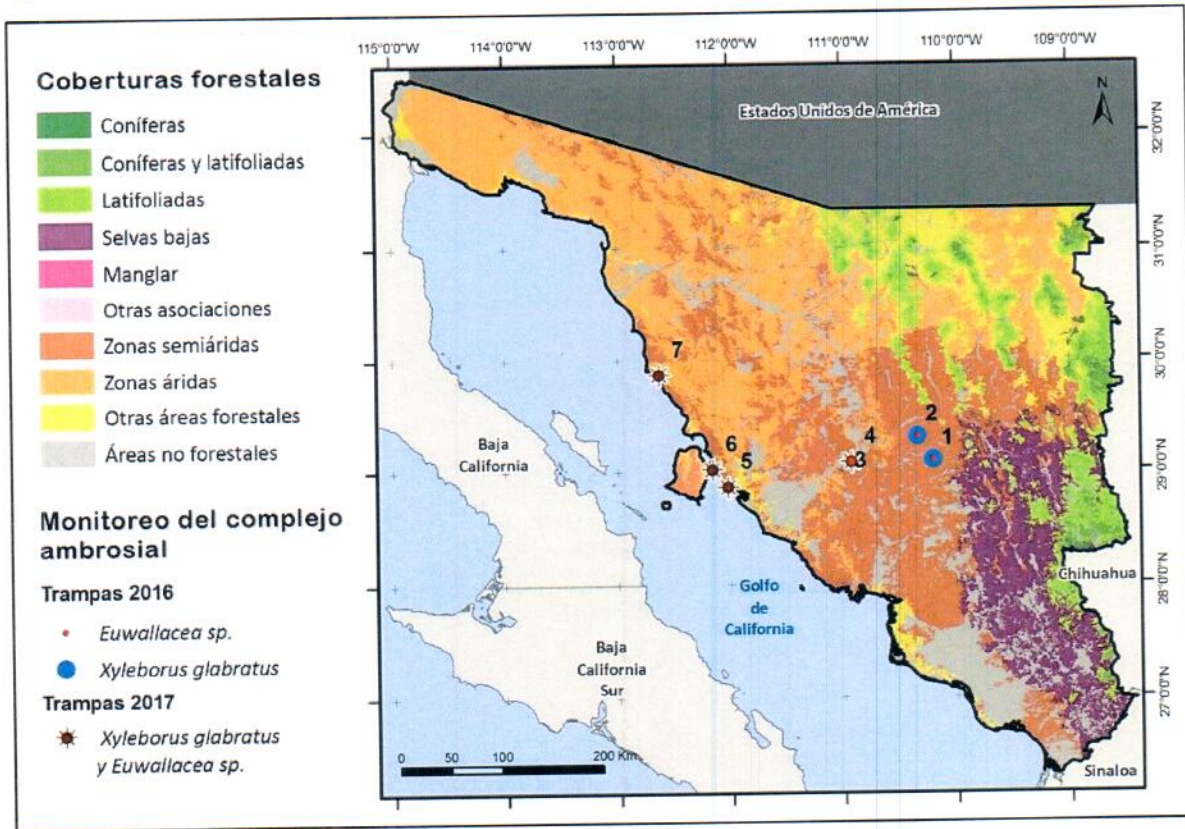 Coberturas forestales
Coníferas
Coníferas y latifoliadas
Latifoliadas
Selvas bajas
Manglar
Otras asociaciones
Zonas semiáridas
Zonas áridas
Otras áreas forestales
Áreas no forestales
Monitoreo del complejo
ambrosial
Trampas 2016
Euwallacea sp.
Xyleborus glabratus
Trampas 2017
Xyleborus glabratus
y Euwallacea sp.
115°0'0"W 114°0'0"W 113°0'0"W 112°0'0"W 111°0'0"W 110°0'0"W 109°0'0"W
Estados Unidos de América
N
32°0'0"N
31°0'0"N
30°0'0"N
29°0'0"N
28°0'0"N
27°0'0"N
7
2
6
4
1
5
3
Baja
California
Golfo
de
California
Chihuahua
Baja
California
Sur
Sinaloa
0 50 100 200 Km